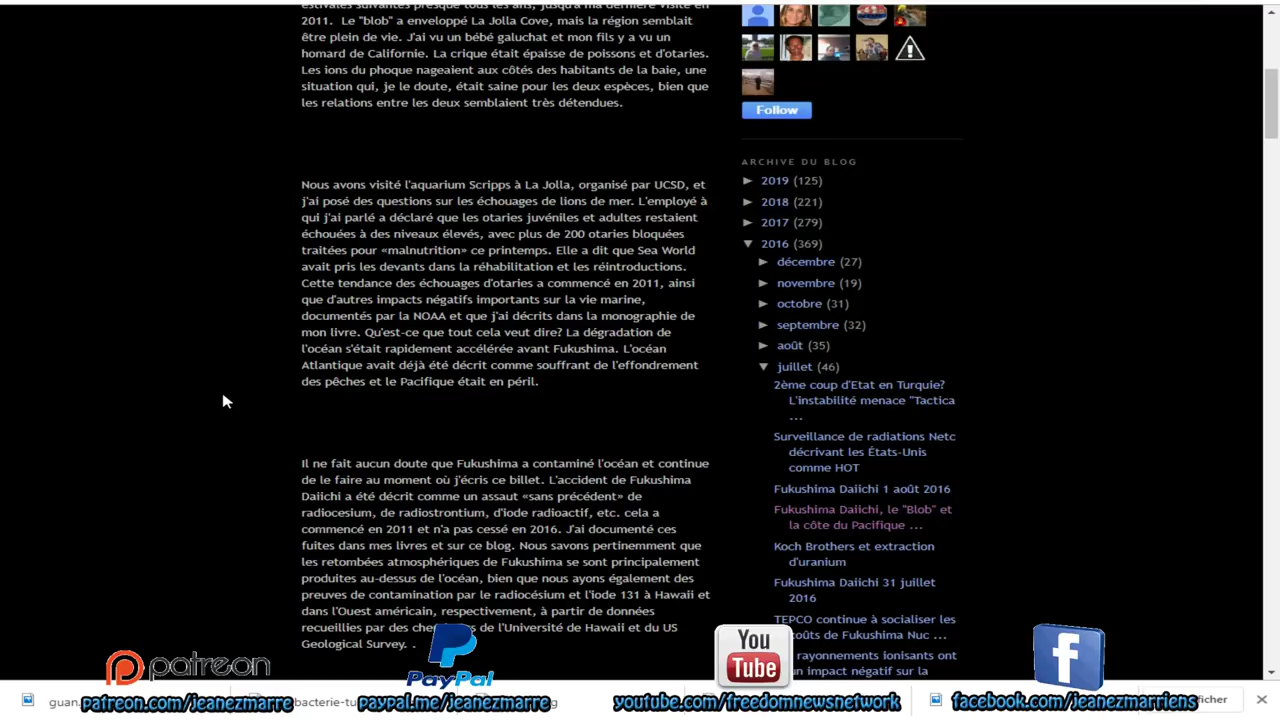 estivales suivantes presque tous les ans, jusqu'à ma dernière visite en
2011. Le "blob" a enveloppé La Jolla Cove, mais la région semblait
être plein de vie. J'ai vu un bébé galuchat et mon fils y a vu un
homard de Californie. La crique était épaisse de poissons et d'otaries.
Les ions du phoque nageaient aux côtés des habitants de la baie, une
situation qui, je le doute, était saine pour les deux espèces, bien que
les relations entre les deux semblaient très détendues.
Nous avons visité l'aquarium Scripps à La Jolla, organisé par UCSD, et
j'ai posé des questions sur les échouages de lions de mer. L'employé à
qui j'ai parlé a déclaré que les otaries juvéniles et adultes restaient
échouées à des niveaux élevés, avec plus de 200 otaries bloquées
traitées pour «malnutrition» ce printemps. Elle a dit que Sea World
avait pris les devants dans la réhabilitation et les réintroductions.
Cette tendance des échouages d'otaries a commencé en 2011, ainsi
que d'autres impacts négatifs importants sur la vie marine,
documentés par la NOAA et que j'ai décrits dans la monographie de
mon livre. Qu'est-ce que tout cela veut dire? La dégradation de
l'océan s'était rapidement accélérée avant Fukushima. L'océan
Atlantique avait déjà été décrit comme souffrant de l'effondrement
des pêches et le Pacifique était en péril.
Il ne fait aucun doute que Fukushima a contaminé l'océan et continue
de le faire au moment où j'écris ce billet. L'accident de Fukushima
Daiichi a été décrit comme un assaut «sans précédent» de
radiocesium, de radiostrontium, d'iode radioactif, etc. cela a
commencé en 2011 et n'a pas cessé en 2016. J'ai documenté ces
fuites dans mes livres et sur ce blog. Nous savons pertinemment que
les retombées atmosphériques de Fukushima se sont principalement
produites au-dessus de l'océan, bien que nous ayons également des
preuves de contamination par le radiocésium et l'iode 131 à Hawaii et
dans l'Ouest américain, respectivement, à partir de données
recueillies par des che s de l'Université de Hawaii et du US
Geological Survey. .
Follow
ARCHIVE DU BLOG
► 2019 (125)
► 2018 (221)
► 2017 (279)
▼ 2016 (369)
► décembre (27)
► novembre (19)
► octobre (31)
► septembre (32)
► août (35)
▼ juillet (46)
2ème coup d'Etat en Turquie?
L'instabilité menace "Tactica
...
Surveillance de radiations Netc
décrivant les États-Unis
comme HOT
Fukushima Daiichi 1 août 2016
Fukushima Daiichi, le "Blob" et
la côte du Pacifique ...
Koch Brothers et extraction
d'uranium
Fukushima Daiichi 31 juillet
2016
TEPCO continue à socialiser les
coûts de Fukushima Nuc ...
rayonnements ionisants ont
un impact négatif sur la
patreon
PayPal
You
Tube
f
guan.
patreon.com/jeanezmarre
bacterie-tu
paypal.me/jeanezmarre
youtube.com/freedomnewsnetwork
facebook.com/jeanezmarriens